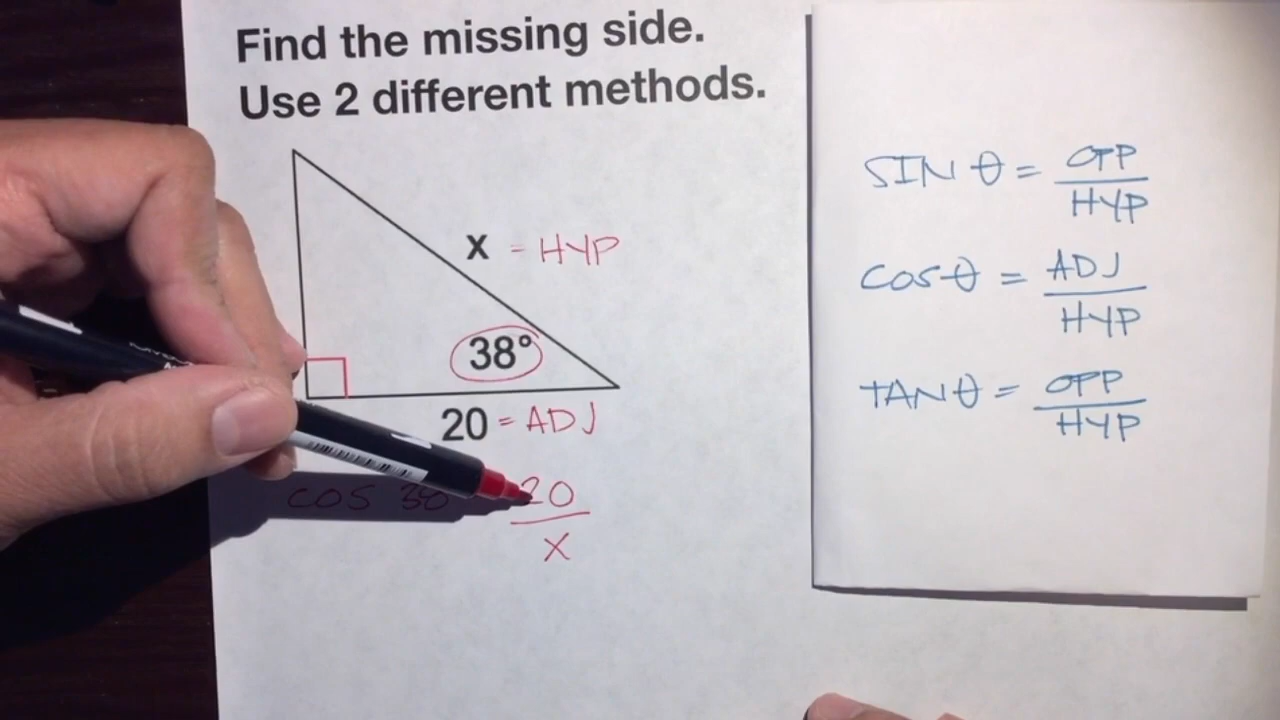 Find the missing side.
Use 2 different methods.
X = HYP
38°
20 = ADJ
COS 38 20
X
SIN θ = OPP
HYP
COS θ = ADJ
HYP
TAN θ = OPP
HYP